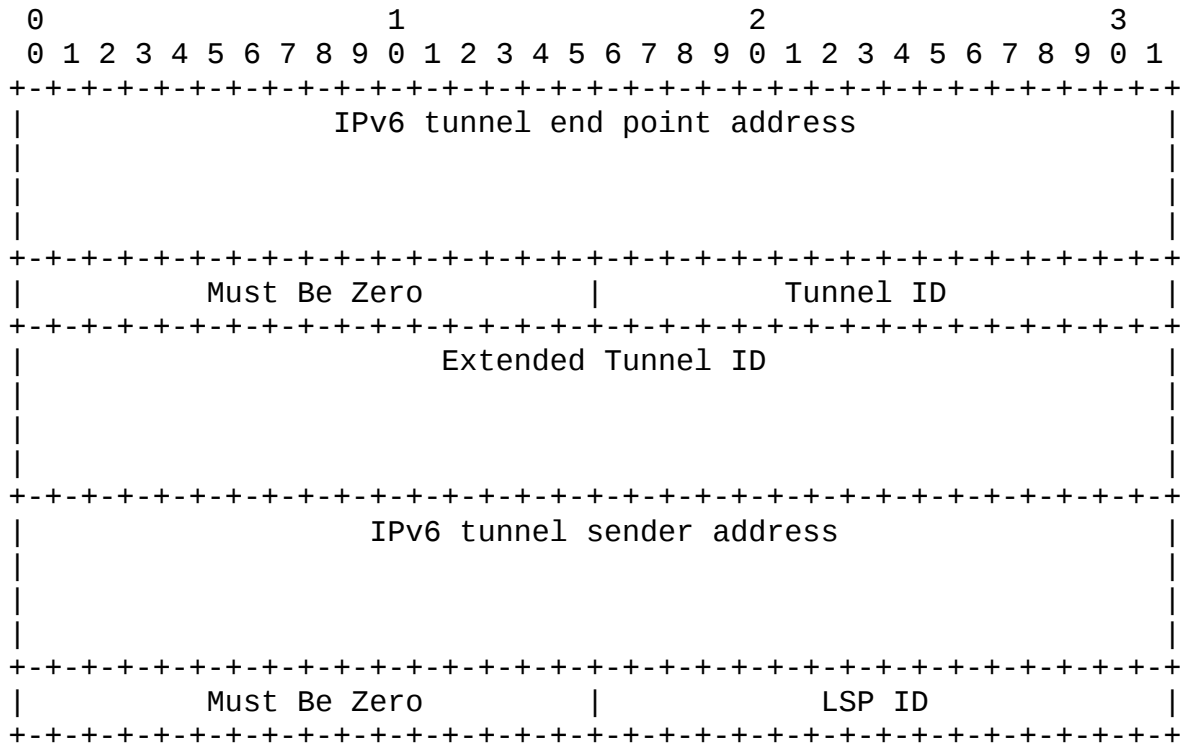 0                   1                   2                   3
 0 1 2 3 4 5 6 7 8 9 0 1 2 3 4 5 6 7 8 9 0 1 2 3 4 5 6 7 8 9 0 1
+-+-+-+-+-+-+-+-+-+-+-+-+-+-+-+-+-+-+-+-+-+-+-+-+-+-+-+-+-+-+-+-+
|                 IPv6 tunnel end point address                 |
|                                                               |
|                                                               |
|                                                               |
+-+-+-+-+-+-+-+-+-+-+-+-+-+-+-+-+-+-+-+-+-+-+-+-+-+-+-+-+-+-+-+-+
|          Must Be Zero         |          Tunnel ID            |
+-+-+-+-+-+-+-+-+-+-+-+-+-+-+-+-+-+-+-+-+-+-+-+-+-+-+-+-+-+-+-+-+
|                       Extended Tunnel ID                      |
|                                                               |
|                                                               |
|                                                               |
+-+-+-+-+-+-+-+-+-+-+-+-+-+-+-+-+-+-+-+-+-+-+-+-+-+-+-+-+-+-+-+-+
|                   IPv6 tunnel sender address                  |
|                                                               |
|                                                               |
|                                                               |
+-+-+-+-+-+-+-+-+-+-+-+-+-+-+-+-+-+-+-+-+-+-+-+-+-+-+-+-+-+-+-+-+
|          Must Be Zero         |            LSP ID             |
+-+-+-+-+-+-+-+-+-+-+-+-+-+-+-+-+-+-+-+-+-+-+-+-+-+-+-+-+-+-+-+-+